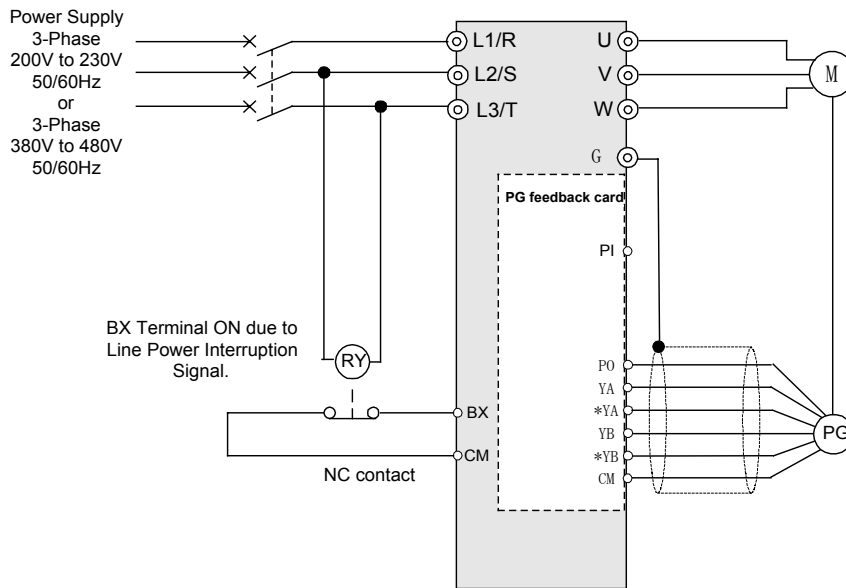 Power Supply
3-Phase
200V to 230V
50/60Hz
or
3-Phase
380V to 480V
50/60Hz
L1/R
L2/S
L3/T
U
V
W
G
M
PG feedback card
PI
BX Terminal ON due to
Line Power Interruption
Signal.
RY
BX
CM
NC contact
PO
YA
*YA
YB
*YB
CM
PG